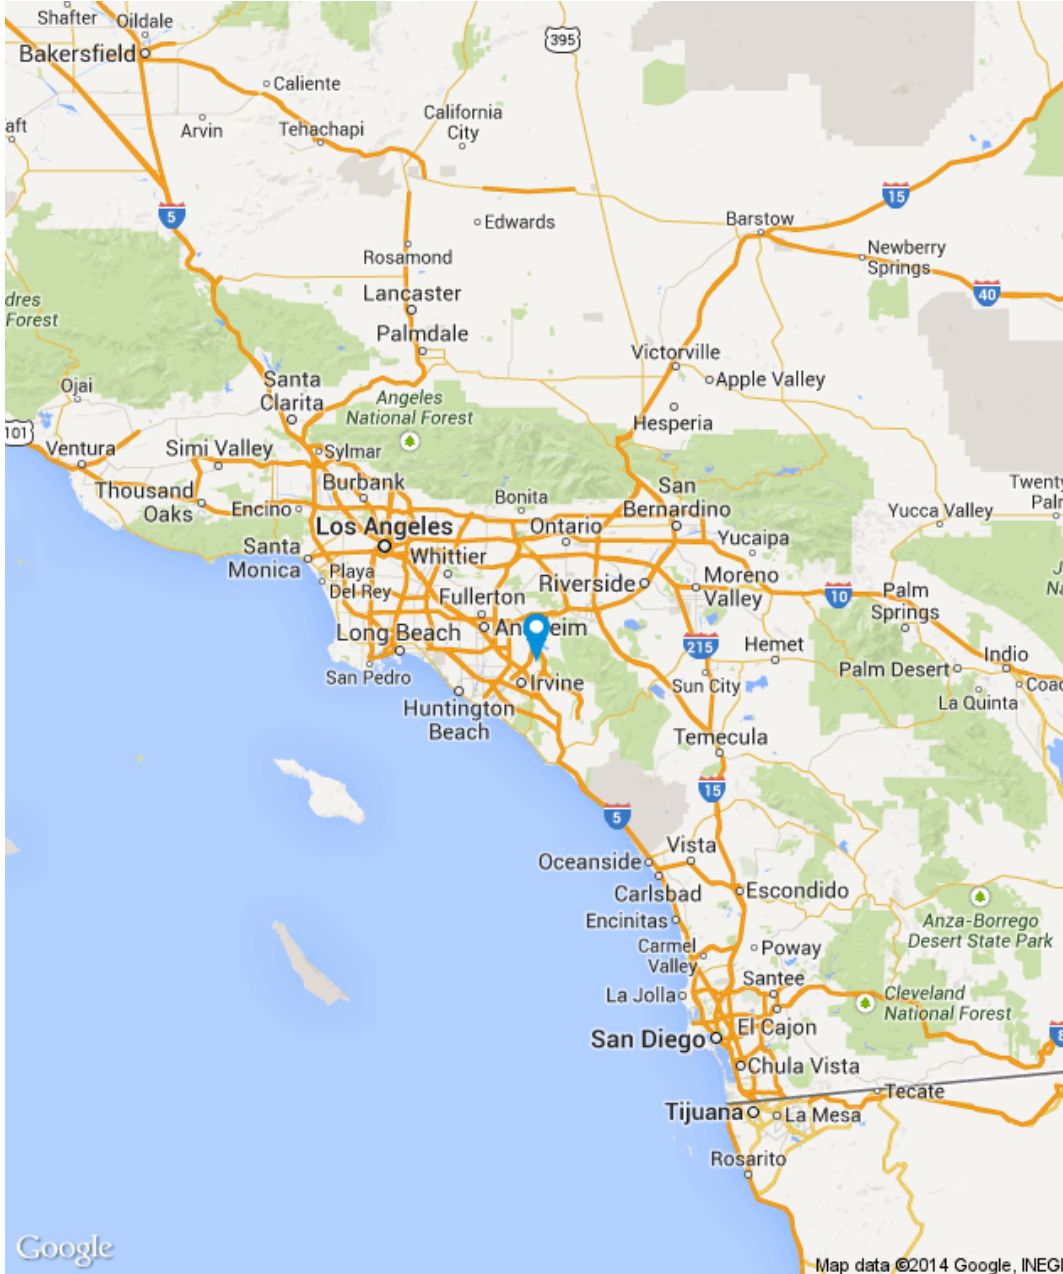 Shafter
Oildale
395
Bakersfield
Caliente
California
City
aft
Arvin
Tehachapi
5
15
Edwards
Barstow
Rosamond
Newberry
Springs
Lancaster
40
dres
Forest
Palmdale
Victorville
Ojai
Santa
Clarita
Angeles
National Forest
Apple Valley
Hesperia
101
Ventura
Simi Valley
Sylmar
Burbank
San
Bernardino
Twenty
Palm
Thousand
Oaks
Encino
Bonita
Ontario
Yucca Valley
Los Angeles
Yucaipa
Santa
Monica
Whittier
Playa
Del Rey
Riverside
Moreno
Valley
10
Palm
Springs
J
Na
Fullerton
Anaheim
Long Beach
215
Hemet
Indio
San Pedro
Irvine
Sun City
Palm Desert
Coac
La Quinta
Huntington
Beach
Temecula
15
5
Vista
Oceanside
Carlsbad
Escondido
Encinitas
Anza-Borrego
Desert State Park
Carmel
Valley
Poway
Santee
La Jolla
Cleveland
National Forest
El Cajon
San Diego
8
Chula Vista
Tecate
Tijuana
La Mesa
Rosarito
Google
Map data ©2014 Google, INEGI